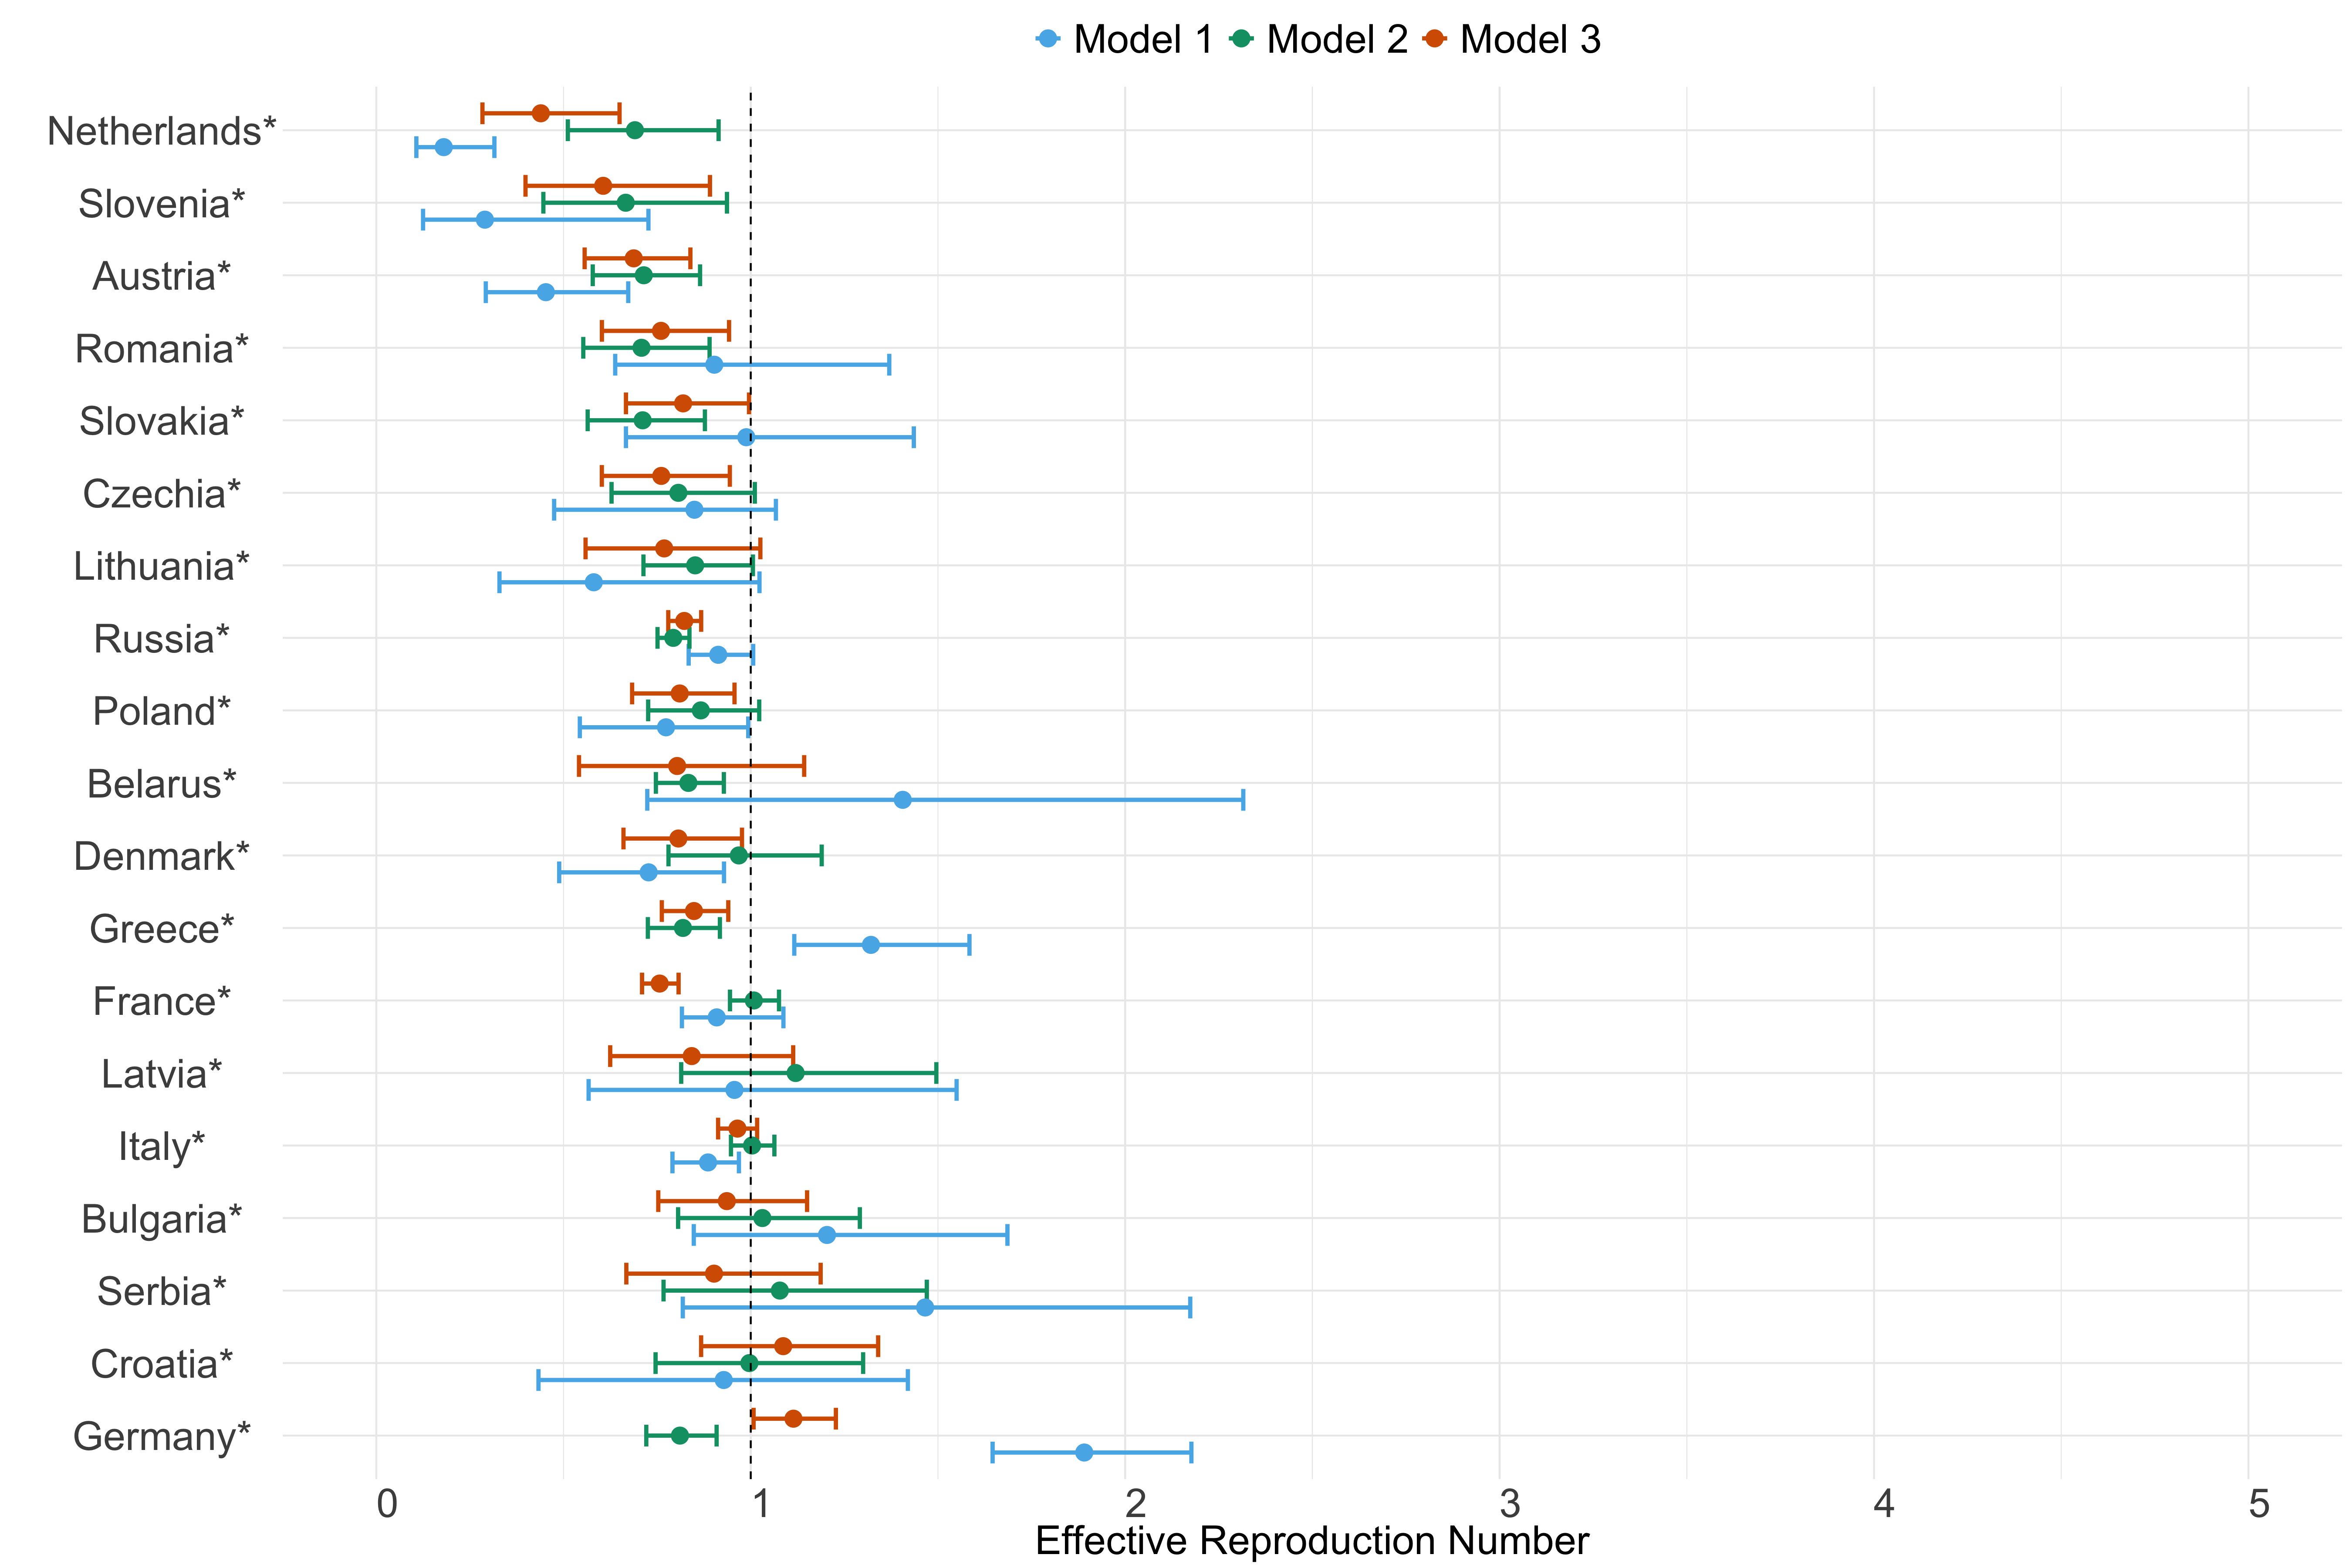 Model 1 Model 2 Model 3
Netherlands*
Slovenia*
Austria*
Romania*
Slovakia*
Czechia*
Lithuania*
Russia*
Poland*
Belarus*
Denmark*
Greece*
France*
Latvia*
Italy*
Bulgaria*
Serbia*
Croatia*
Germany*
0 1 2 3 4 5
Effective Reproduction Number